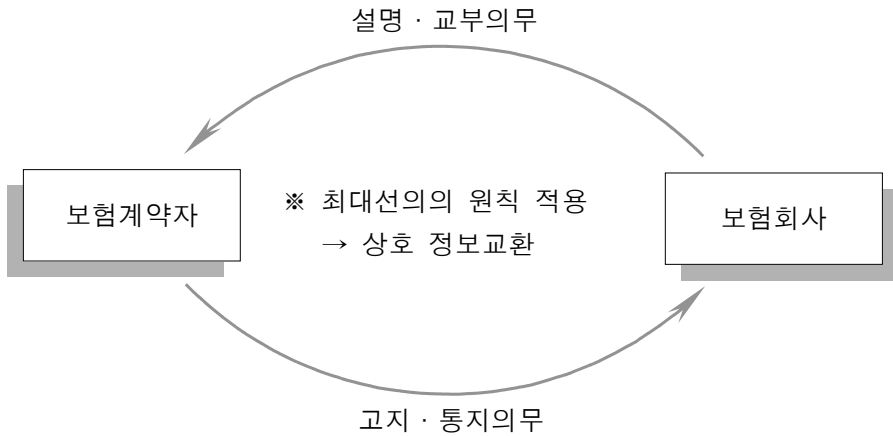 설명 · 교부의무
보험계약자
※ 최대선의의 원칙 적용
→ 상호 정보교환
보험회사
고지 · 통지의무